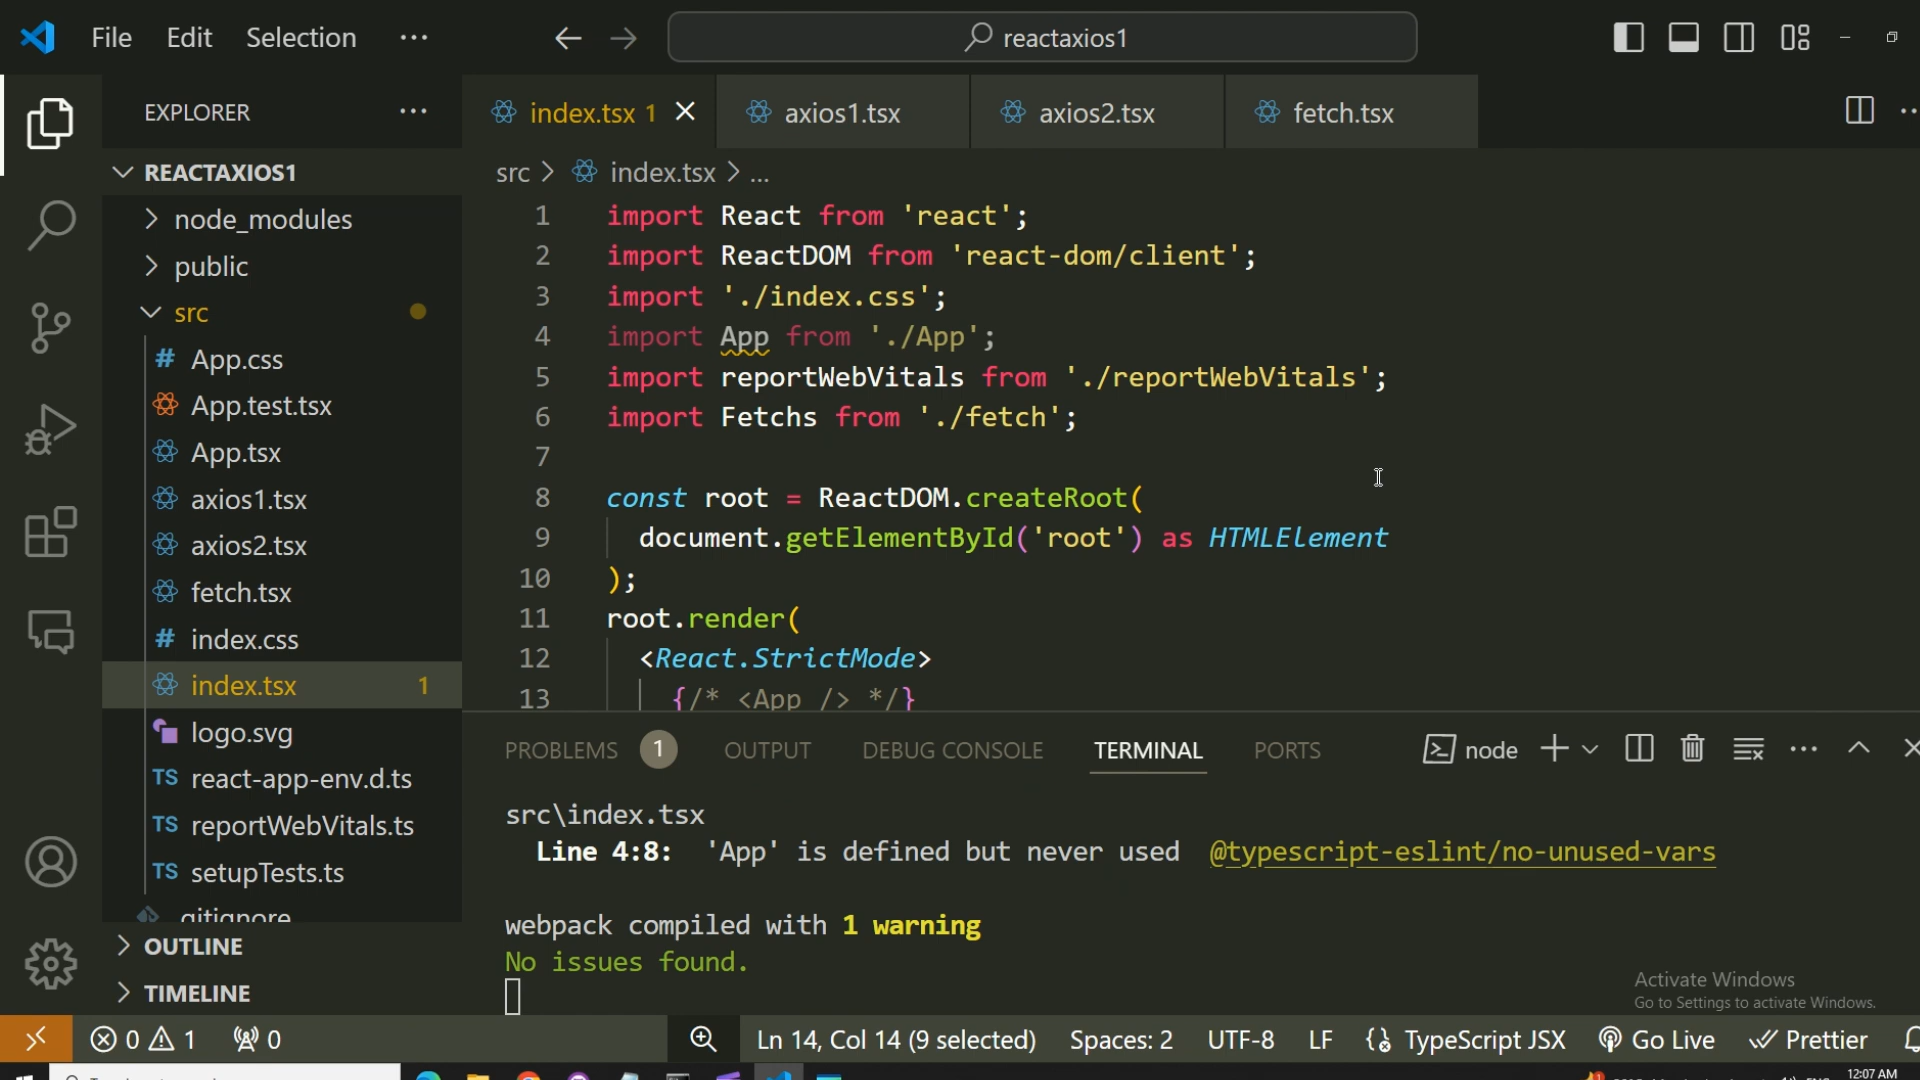 File Edit Selection ··· reactaxios1
EXPLORER ···
index.tsx 1
axios1.tsx
axios2.tsx
fetch.tsx
REACTAXIOS1
node_modules
public
src
App.css
App.test.tsx
App.tsx
axios1.tsx
axios2.tsx
fetch.tsx
index.css
index.tsx 1
logo.svg
TS react-app-env.d.ts
TS reportWebVitals.ts
TS setupTests.ts
.gitignore
OUTLINE
TIMELINE
src > index.tsx > ...
1 import React from 'react';
2 import ReactDOM from 'react-dom/client';
3 import './index.css';
4 import App from './App';
5 import reportWebVitals from './reportWebVitals';
6 import Fetchs from './fetch';
7
8 const root = ReactDOM.createRoot(
9 document.getElementById('root') as HTMLElement
10 );
11 root.render(
12 <React.StrictMode>
13 {/* <App /> */}
PROBLEMS 1 OUTPUT DEBUG CONSOLE TERMINAL PORTS node
src\index.tsx
Line 4:8: 'App' is defined but never used @typescript-eslint/no-unused-vars
webpack compiled with 1 warning
No issues found.
Activate Windows
Go to Settings to activate Windows.
0 1 0 Ln 14, Col 14 (9 selected) Spaces: 2 UTF-8 LF TypeScript JSX Go Live Prettier
12:07 AM